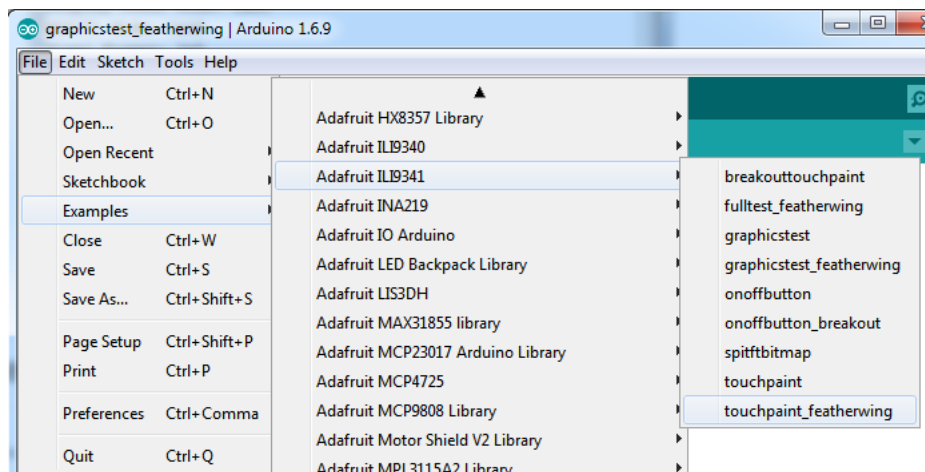 graphicstest_featherwing | Arduino 1.6.9
File Edit Sketch Tools Help
New Ctrl+N
Open... Ctrl+O
Open Recent
Sketchbook
Examples
Close Ctrl+W
Save Ctrl+S
Save As... Ctrl+Shift+S
Page Setup Ctrl+Shift+P
Print Ctrl+P
Preferences Ctrl+Comma
Quit Ctrl+Q
Adafruit HX8357 Library
Adafruit ILI9340
Adafruit ILI9341
Adafruit INA219
Adafruit IO Arduino
Adafruit LED Backpack Library
Adafruit LIS3DH
Adafruit MAX31855 library
Adafruit MCP23017 Arduino Library
Adafruit MCP4725
Adafruit MCP9808 Library
Adafruit Motor Shield V2 Library
Adafruit MPL3115A2 Library
breakouttouchpaint
fulltest_featherwing
graphicstest
graphicstest_featherwing
onoffbutton
onoffbutton_breakout
spitftbitmap
touchpaint
touchpaint_featherwing